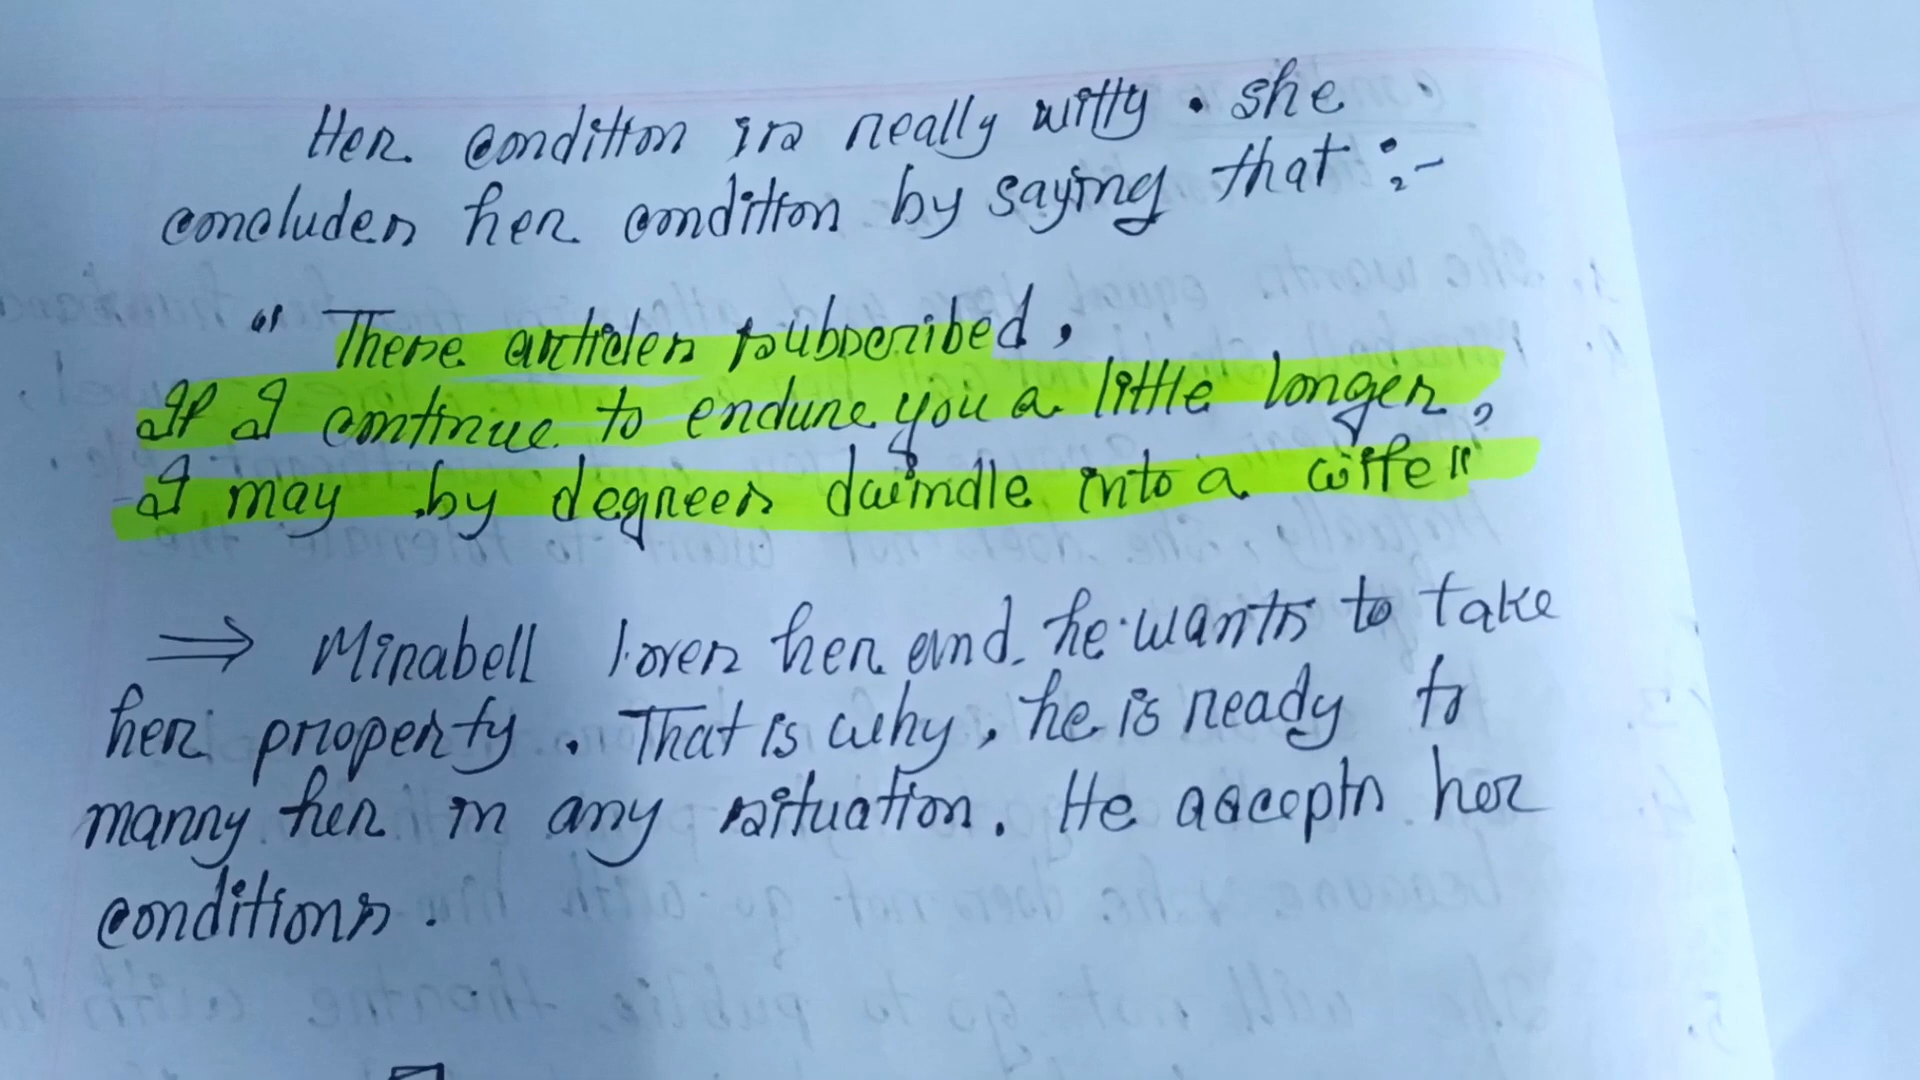 Her condition is really witty. she
concludes her condition by saying that :-
"These articles subscribed,
If I continue to endure you a little longer,
I may by degrees dwindle into a wife"
⇒ Mirabell loves her and he wants to take
her property. That is why, he is ready to
marry her in any situation. He accepts her
conditions.